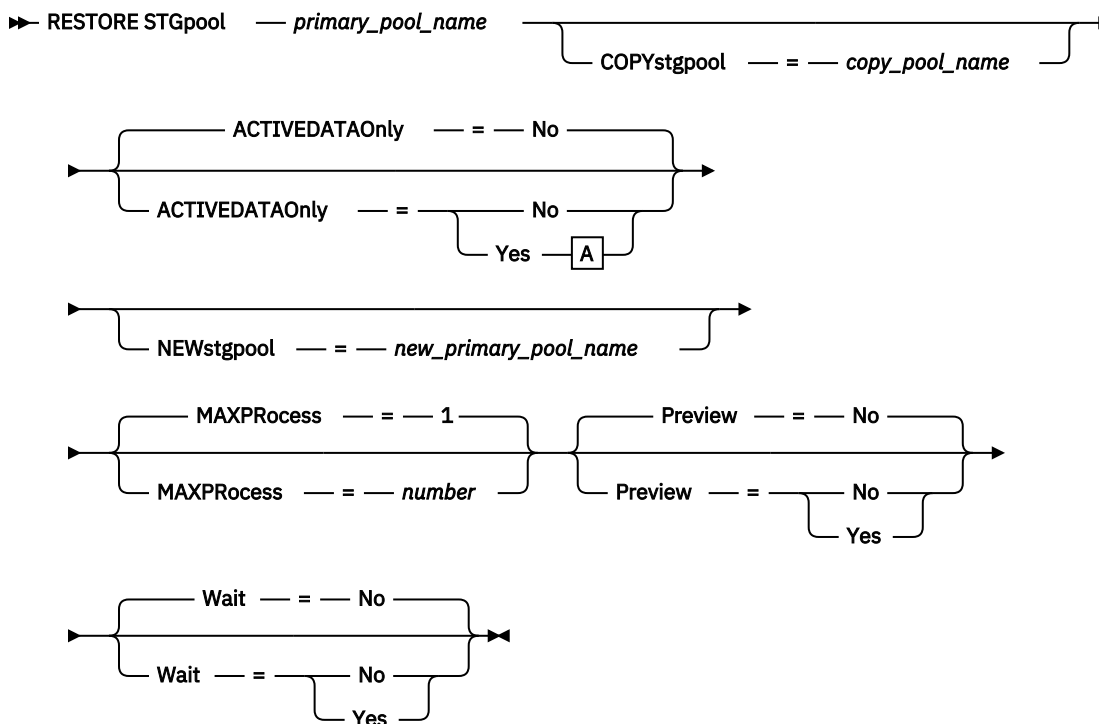 RESTORE STGpool — primary_pool_name
COPYstgpool — = — copy_pool_name
ACTIVEDATAOnly — = — No
ACTIVEDATAOnly — = No
Yes — A
NEWstgpool — = — new_primary_pool_name
MAXPRocess — = — 1 Preview — = — No
MAXPRocess — = — number Preview — = No
Yes
Wait — = — No
Wait — = No
Yes